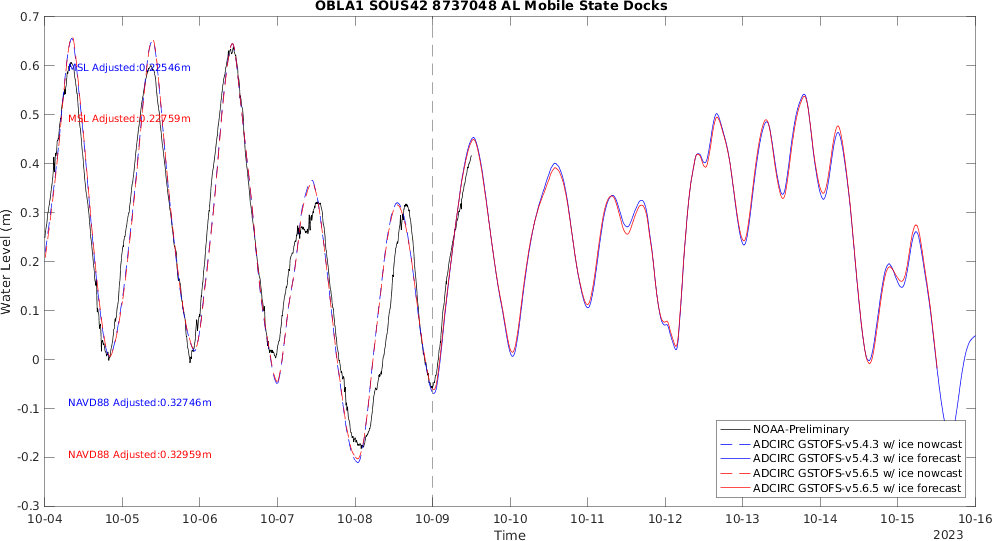 OBLA1 SOUS42 8737048 AL Mobile State Docks
0.7
0.6
0.5
0.4
0.3
0.2
0.1
0
-0.1
-0.2
-0.3
Water Level (m)
MSL Adjusted:0.22546m
MSL Adjusted:0.22759m
NAVD88 Adjusted:0.32746m
NAVD88 Adjusted:0.32959m
NOAA-Preliminary
ADCIRC GSTOFS-v5.4.3 w/ ice nowcast
ADCIRC GSTOFS-v5.4.3 w/ ice forecast
ADCIRC GSTOFS-v5.6.5 w/ ice nowcast
ADCIRC GSTOFS-v5.6.5 w/ ice forecast
10-04 10-05 10-06 10-07 10-08 10-09 10-10 10-11 10-12 10-13 10-14 10-15 10-16
Time
2023